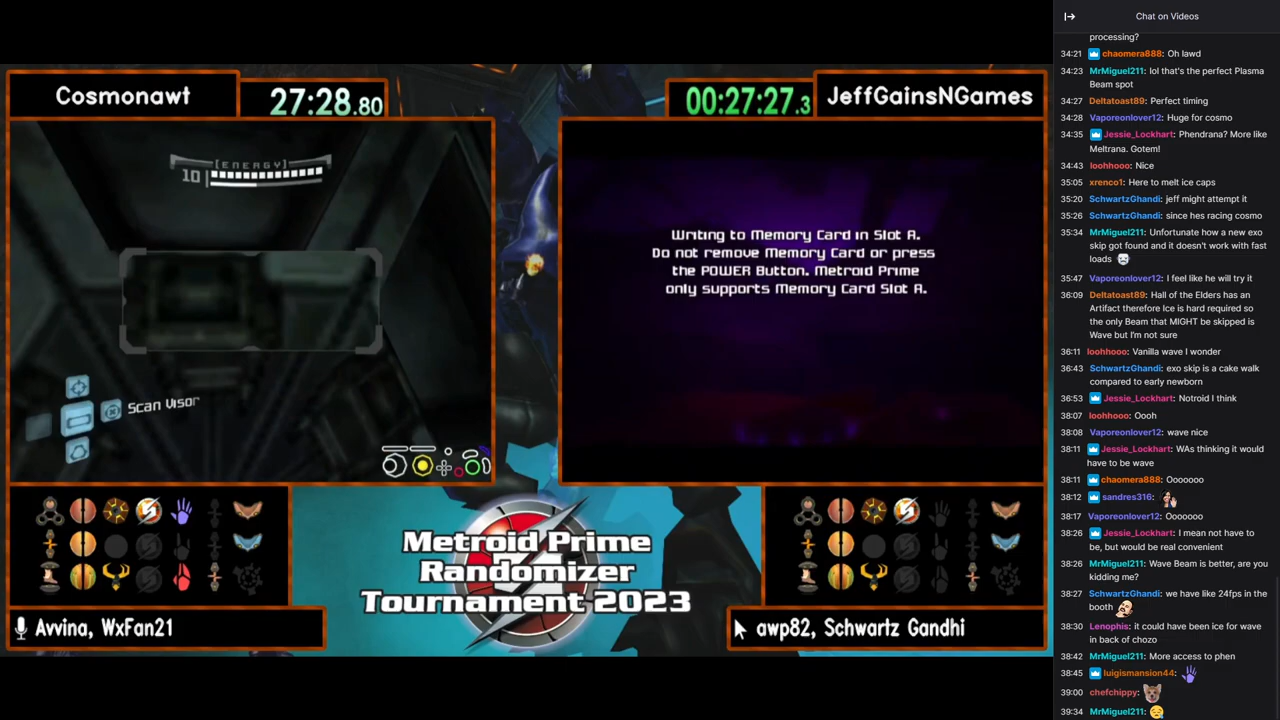 Cosmonawt
27:28.80
00:27:27.3
JeffGainsNGames
[ENERGY]
10
Scan Visor
Writing to Memory Card in Slot A.
Do not remove Memory Card or press
the POWER Button. Metroid Prime
only supports Memory Card Slot A.
Metroid Prime
Randomizer
Tournament 2023
Avvina, WxFan21
awp82, Schwartz Gandhi
Chat on Videos
processing?
34:21 chaomera888: Oh lawd
34:23 MrMiguel211: lol that's the perfect Plasma
Beam spot
34:27 Deltatoast89: Perfect timing
34:28 Vaporeonlover12: Huge for cosmo
34:35 Jessie_Lockhart: Phendrana? More like
Meltrana. Gotem!
34:43 loohhooo: Nice
35:05 xrenco1: Here to melt ice caps
35:20 SchwartzGhandi: jeff might attempt it
35:26 SchwartzGhandi: since hes racing cosmo
35:34 MrMiguel211: Unfortunate how a new exo
skip got found and it doesn't work with fast
loads
35:47 Vaporeonlover12: I feel like he will try it
36:09 Deltatoast89: Hall of the Elders has an
Artifact therefore Ice is hard required so
the only Beam that MIGHT be skipped is
Wave but I'm not sure
36:11 loohhooo: Vanilla wave I wonder
36:43 SchwartzGhandi: exo skip is a cake walk
compared to early newborn
36:53 Jessie_Lockhart: Notroid I think
38:07 loohhooo: Oooh
38:08 Vaporeonlover12: wave nice
38:11 Jessie_Lockhart: WAs thinking it would
have to be wave
38:11 chaomera888: Ooooooo
38:12 sandres316:
38:17 Vaporeonlover12: Ooooooo
38:26 Jessie_Lockhart: I mean not have to
be, but would be real convenient
38:26 MrMiguel211: Wave Beam is better, are you
kidding me?
38:27 SchwartzGhandi: we have like 24fps in the
booth
38:30 Lenophis: it could have been ice for wave
in back of chozo
38:42 MrMiguel211: More access to phen
38:45 luigismansion44:
39:00 chefchippy:
39:34 MrMiguel211: